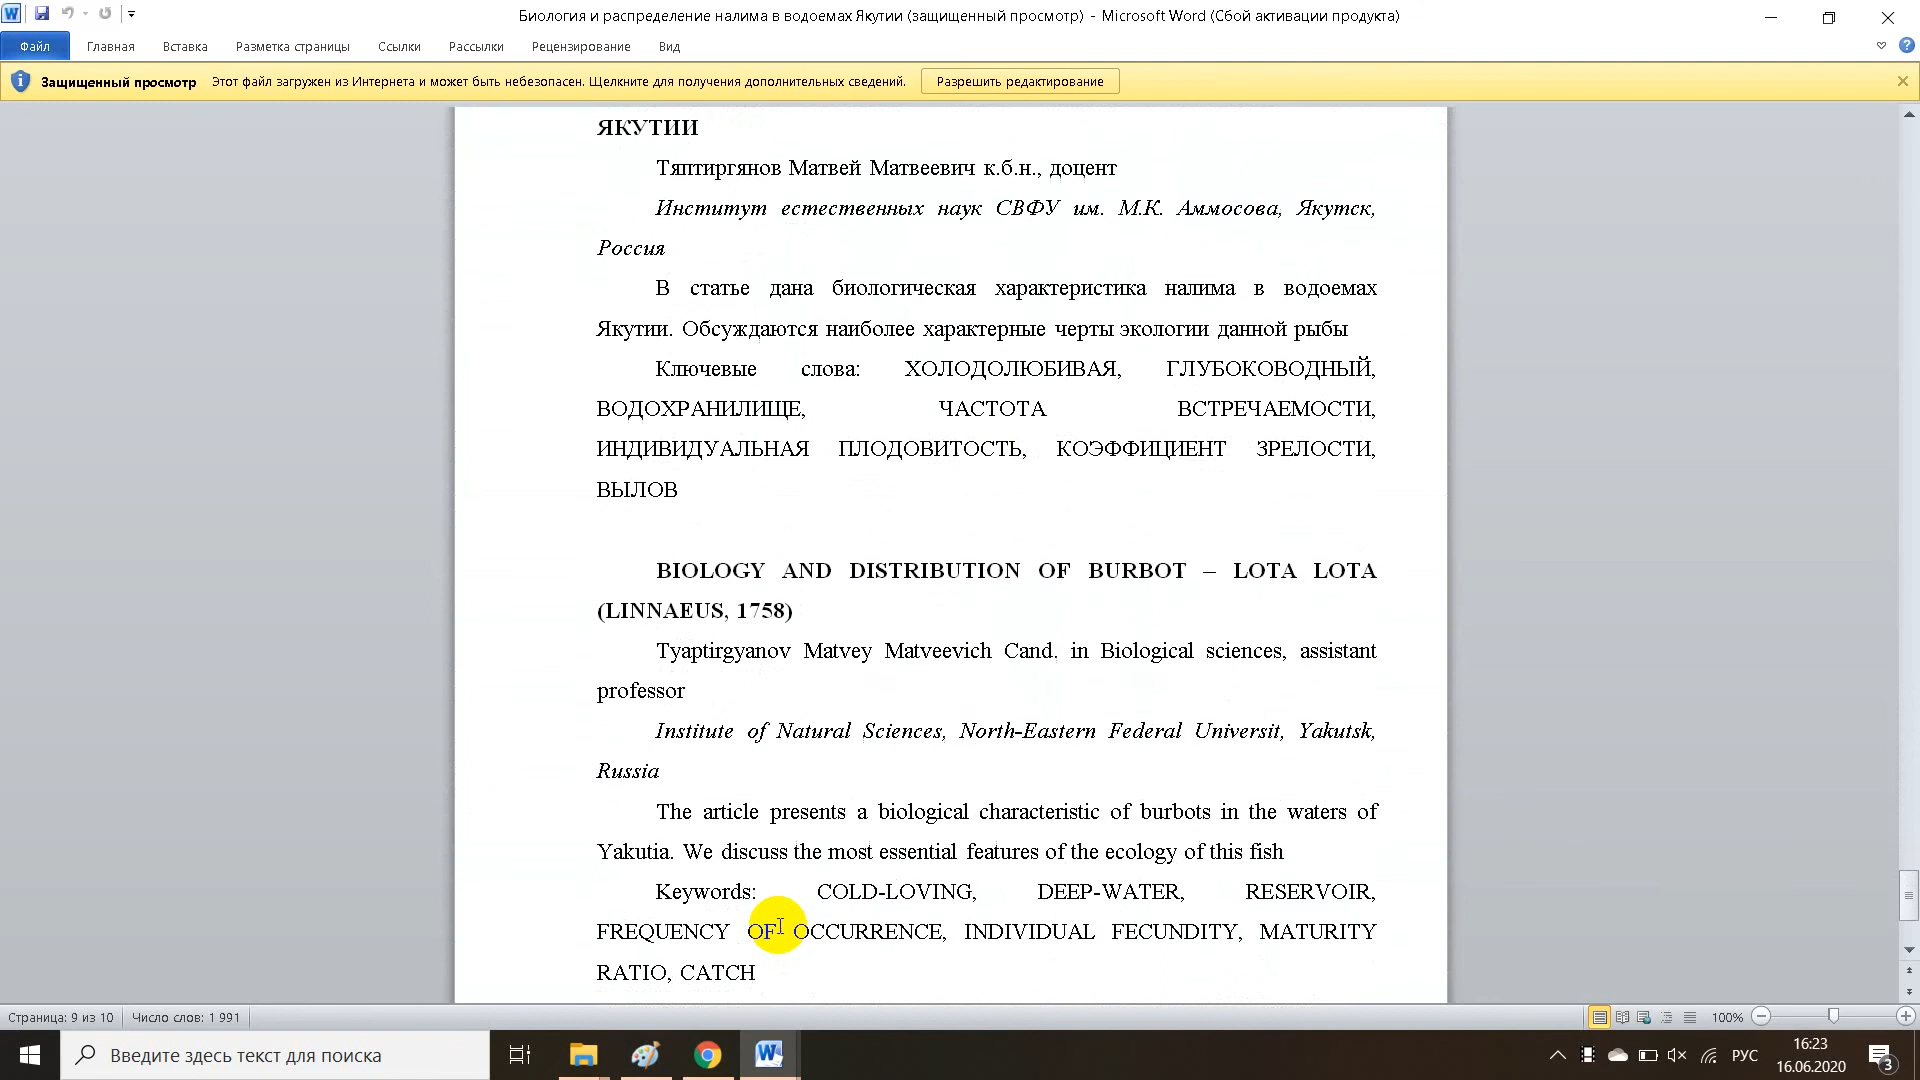 Биология и распределение налима в водоемах Якутии (защищенный просмотр) - Microsoft Word (Сбой активации продукта)
Файл Главная Вставка Разметка страницы Ссылки Рассылки Рецензирование Вид
Защищенный просмотр Этот файл загружен из Интернета и может быть небезопасен. Щелкните для получения дополнительных сведений. Разрешить редактирование
ЯКУТИИ
Тяптиргянов Матвей Матвеевич к.б.н., доцент
Институт естественных наук СВФУ им. М.К. Аммосова, Якутск,
Россия
В статье дана биологическая характеристика налима в водоемах
Якутии. Обсуждаются наиболее характерные черты экологии данной рыбы
Ключевые слова: ХОЛОДОЛЮБИВАЯ, ГЛУБОКОВОДНЫЙ,
ВОДОХРАНИЛИЩЕ, ЧАСТОТА ВСТРЕЧАЕМОСТИ,
ИНДИВИДУАЛЬНАЯ ПЛОДОВИТОСТЬ, КОЭФФИЦИЕНТ ЗРЕЛОСТИ,
ВЫЛОВ
BIOLOGY AND DISTRIBUTION OF BURBOT – LOTA LOTA
(LINNAEUS, 1758)
Tyaptirgyanov Matvey Matveevich Cand. in Biological sciences, assistant
professor
Institute of Natural Sciences, North-Eastern Federal Universit, Yakutsk,
Russia
The article presents a biological characteristic of burbots in the waters of
Yakutia. We discuss the most essential features of the ecology of this fish
Keywords: COLD-LOVING, DEEP-WATER, RESERVOIR,
FREQUENCY OF OCCURRENCE, INDIVIDUAL FECUNDITY, MATURITY
RATIO, CATCH
Страница: 9 из 10 Число слов: 1 991 100%
Введите здесь текст для поиска РУС 16:23
16.06.2020 3